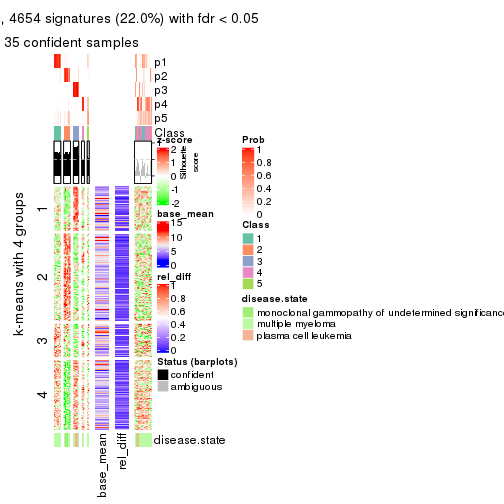 , 4654 signatures (22.0%) with fdr < 0.05
35 confident samples
p1
p2
p3
p4
p5
Class
z-score
2
1
0
-1
-2
Silhouette
score
base_mean
15
10
5
0
rel_diff
1
0.8
0.6
0.4
0.2
0
Status (barplots)
confident
ambiguous
Prob
1
0.8
0.6
0.4
0.2
0
Class
1
2
3
4
5
disease.state
monoclonal gammopathy of undetermined significance
multiple myeloma
plasma cell leukemia
k-means with 4 groups
1
2
3
4
disease.state
base_mean
rel_diff